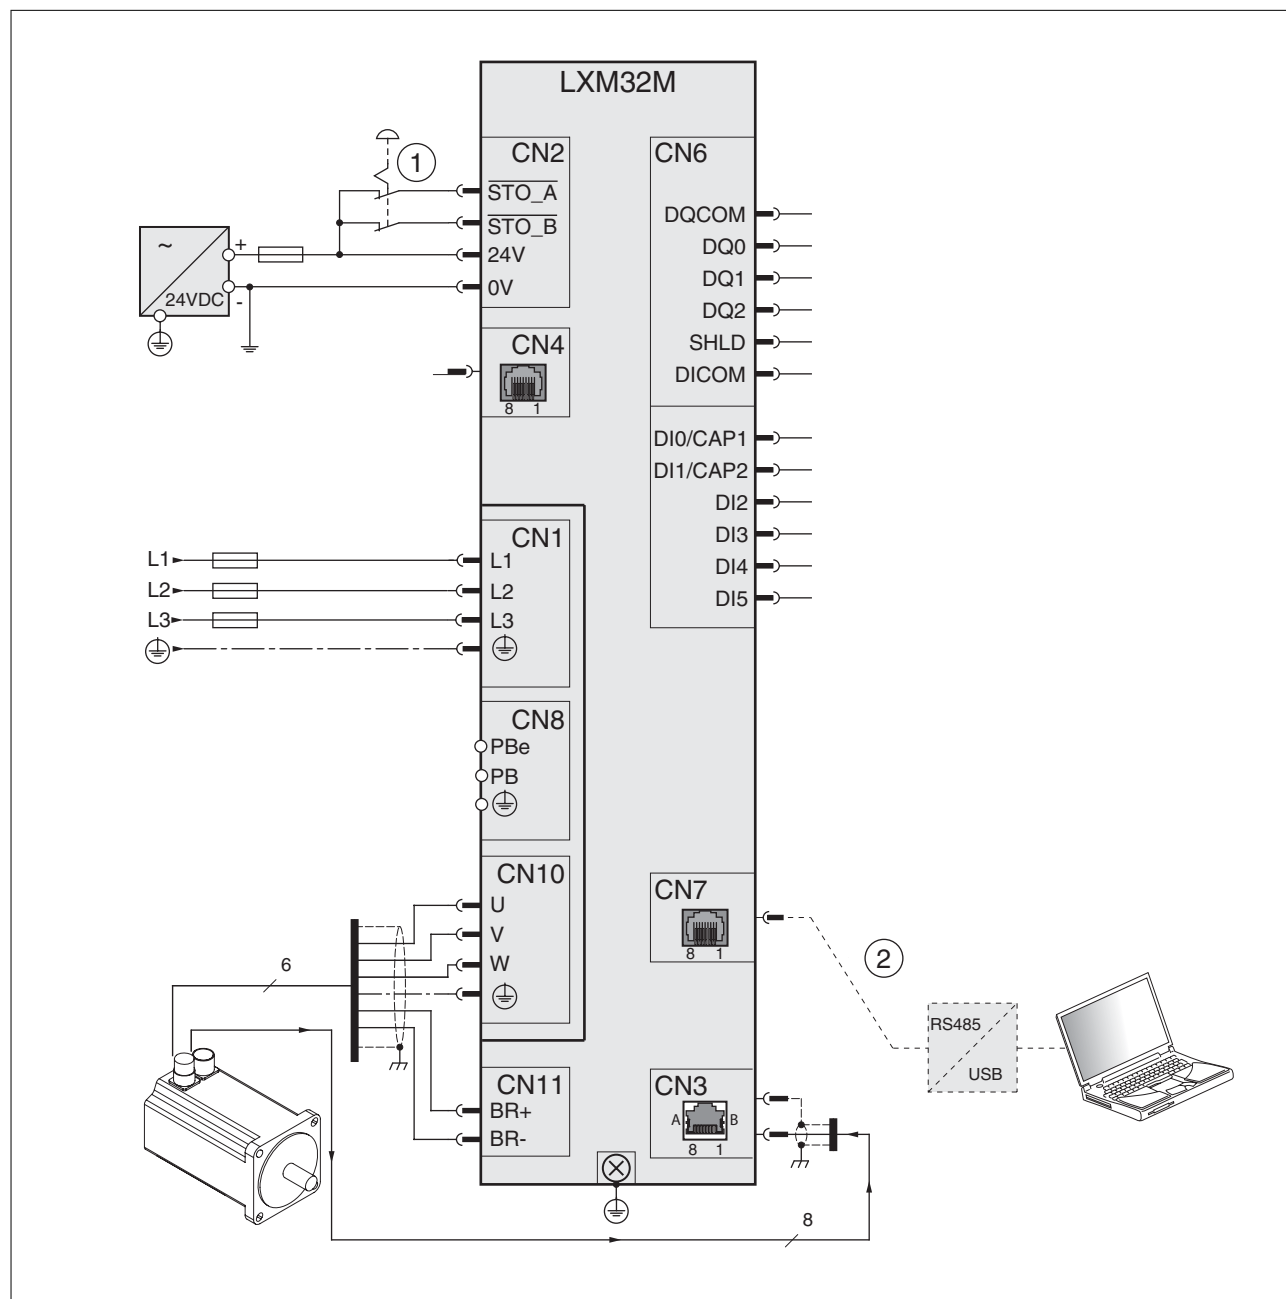 LXM32M
1
CN2
STO_A
STO_B
24V
0V
~
24VDC
+
-
CN4
8 1
CN6
DQCOM
DQ0
DQ1
DQ2
SHLD
DICOM
DI0/CAP1
DI1/CAP2
DI2
DI3
DI4
DI5
L1
L2
L3
CN1
L1
L2
L3
CN8
PBe
PB
CN10
U
V
W
6
CN11
BR+
BR-
CN7
8 1
2
RS485
USB
CN3
A B
8 1
8